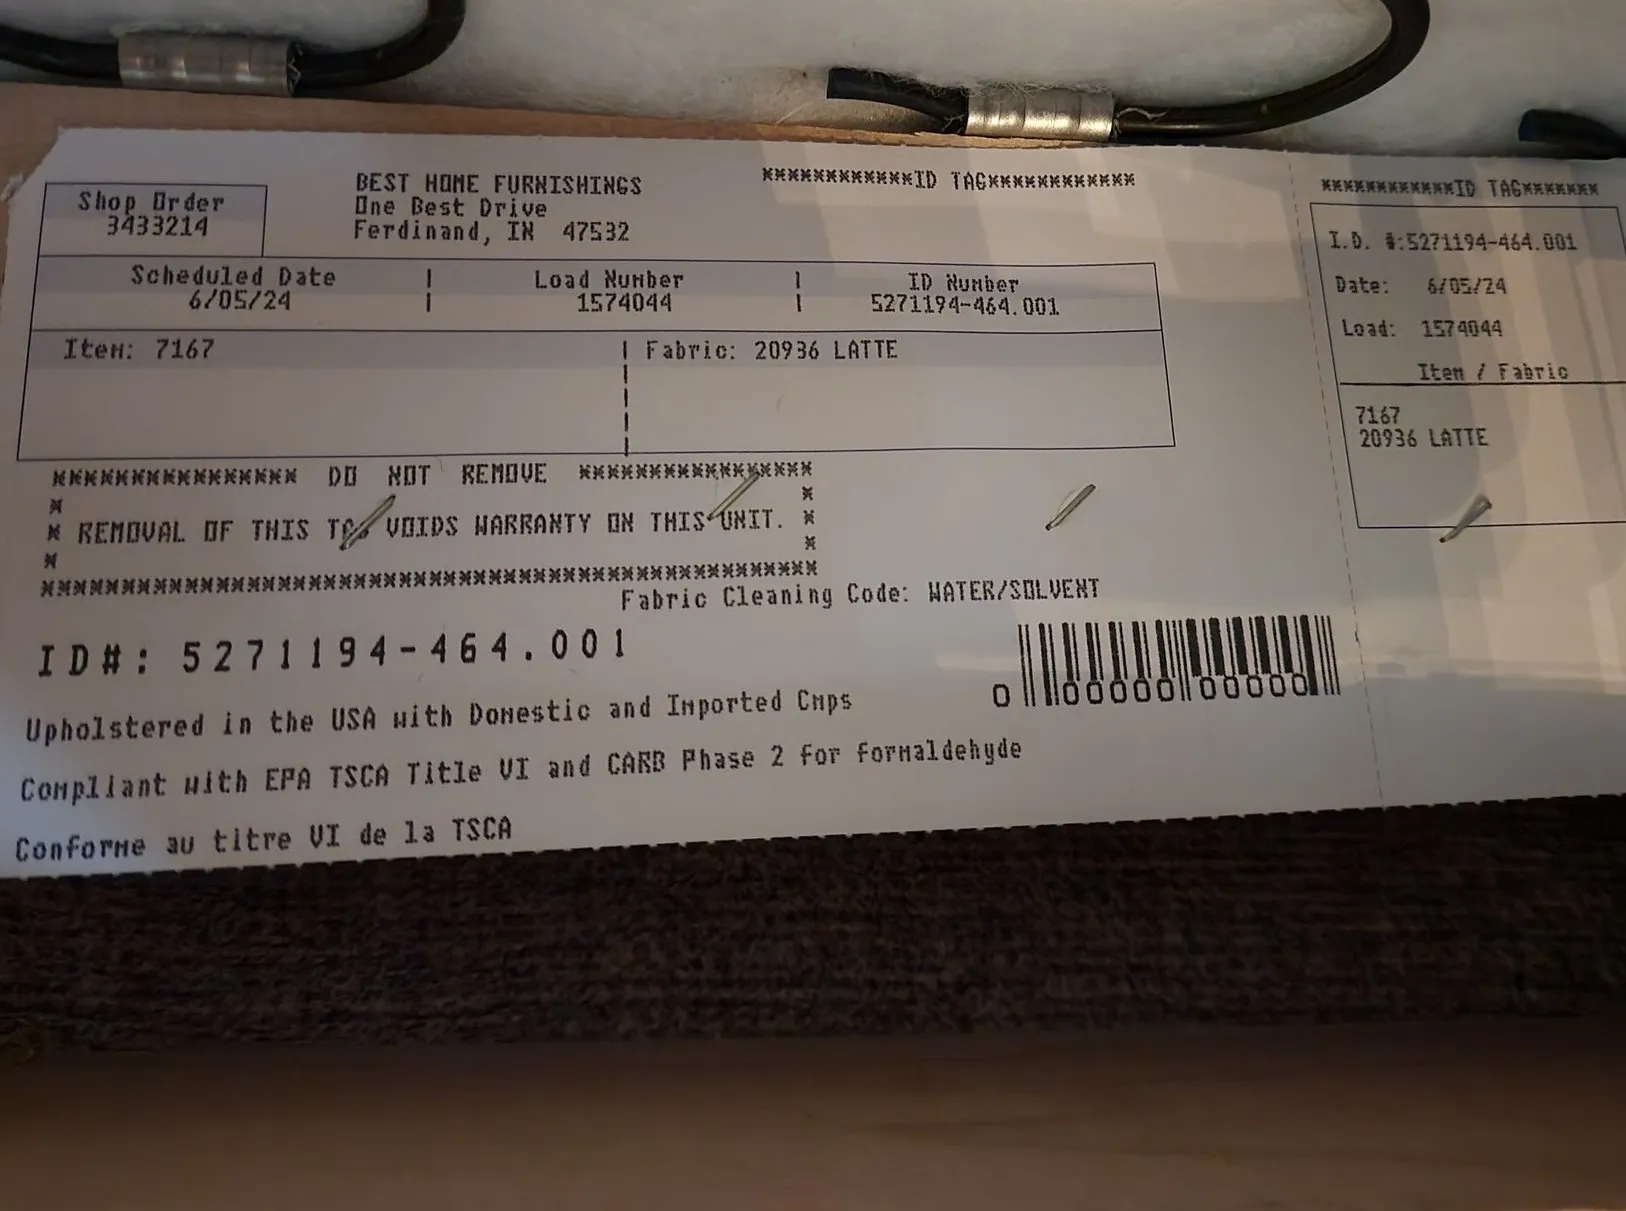 Shop Order
3433214
BEST HOME FURNISHINGS
One Best Drive
Ferdinand, IN 47532
************ID TAG************
Scheduled Date | Load Number | ID Number
6/05/24 | 1574044 | 5271194-464.001
Item: 7167 | Fabric: 20936 LATTE
**************** DO NOT REMOVE ****************
* REMOVAL OF THIS TAG VOIDS WARRANTY ON THIS UNIT. *
Fabric Cleaning Code: WATER/SOLVENT
ID#: 5271194-464.001
0 00000 00000
Upholstered in the USA with Domestic and Imported Cmps
Compliant with EPA TSCA Title VI and CARB Phase 2 for formaldehyde
Conforme au titre VI de la TSCA
************ID TAG*******
I.D. #:5271194-464.001
Date: 6/05/24
Load: 1574044
Item / Fabric
7167
20936 LATTE